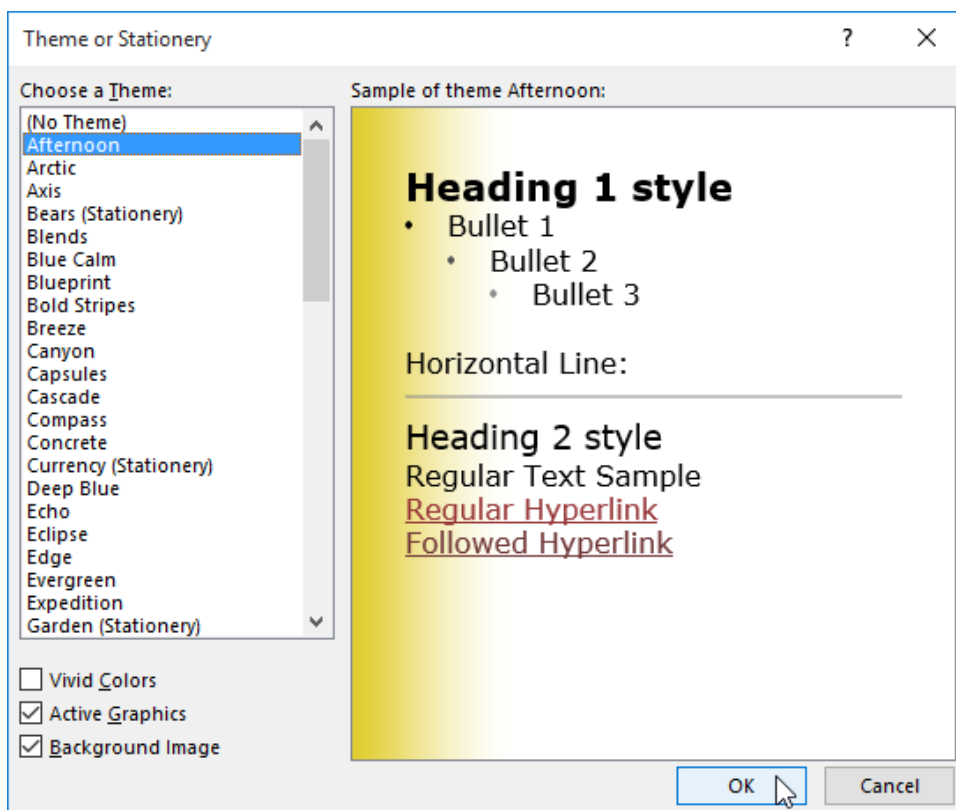 Theme or Stationery
?
Choose a Theme:
(No Theme)
Afternoon
Arctic
Axis
Bears (Stationery)
Blends
Blue Calm
Blueprint
Bold Stripes
Breeze
Canyon
Capsules
Cascade
Compass
Concrete
Currency (Stationery)
Deep Blue
Echo
Eclipse
Edge
Evergreen
Expedition
Garden (Stationery)
Vivid Colors
Active Graphics
Background Image
Sample of theme Afternoon:
Heading 1 style
• Bullet 1
• Bullet 2
• Bullet 3
Horizontal Line:
Heading 2 style
Regular Text Sample
Regular Hyperlink
Followed Hyperlink
OK
Cancel